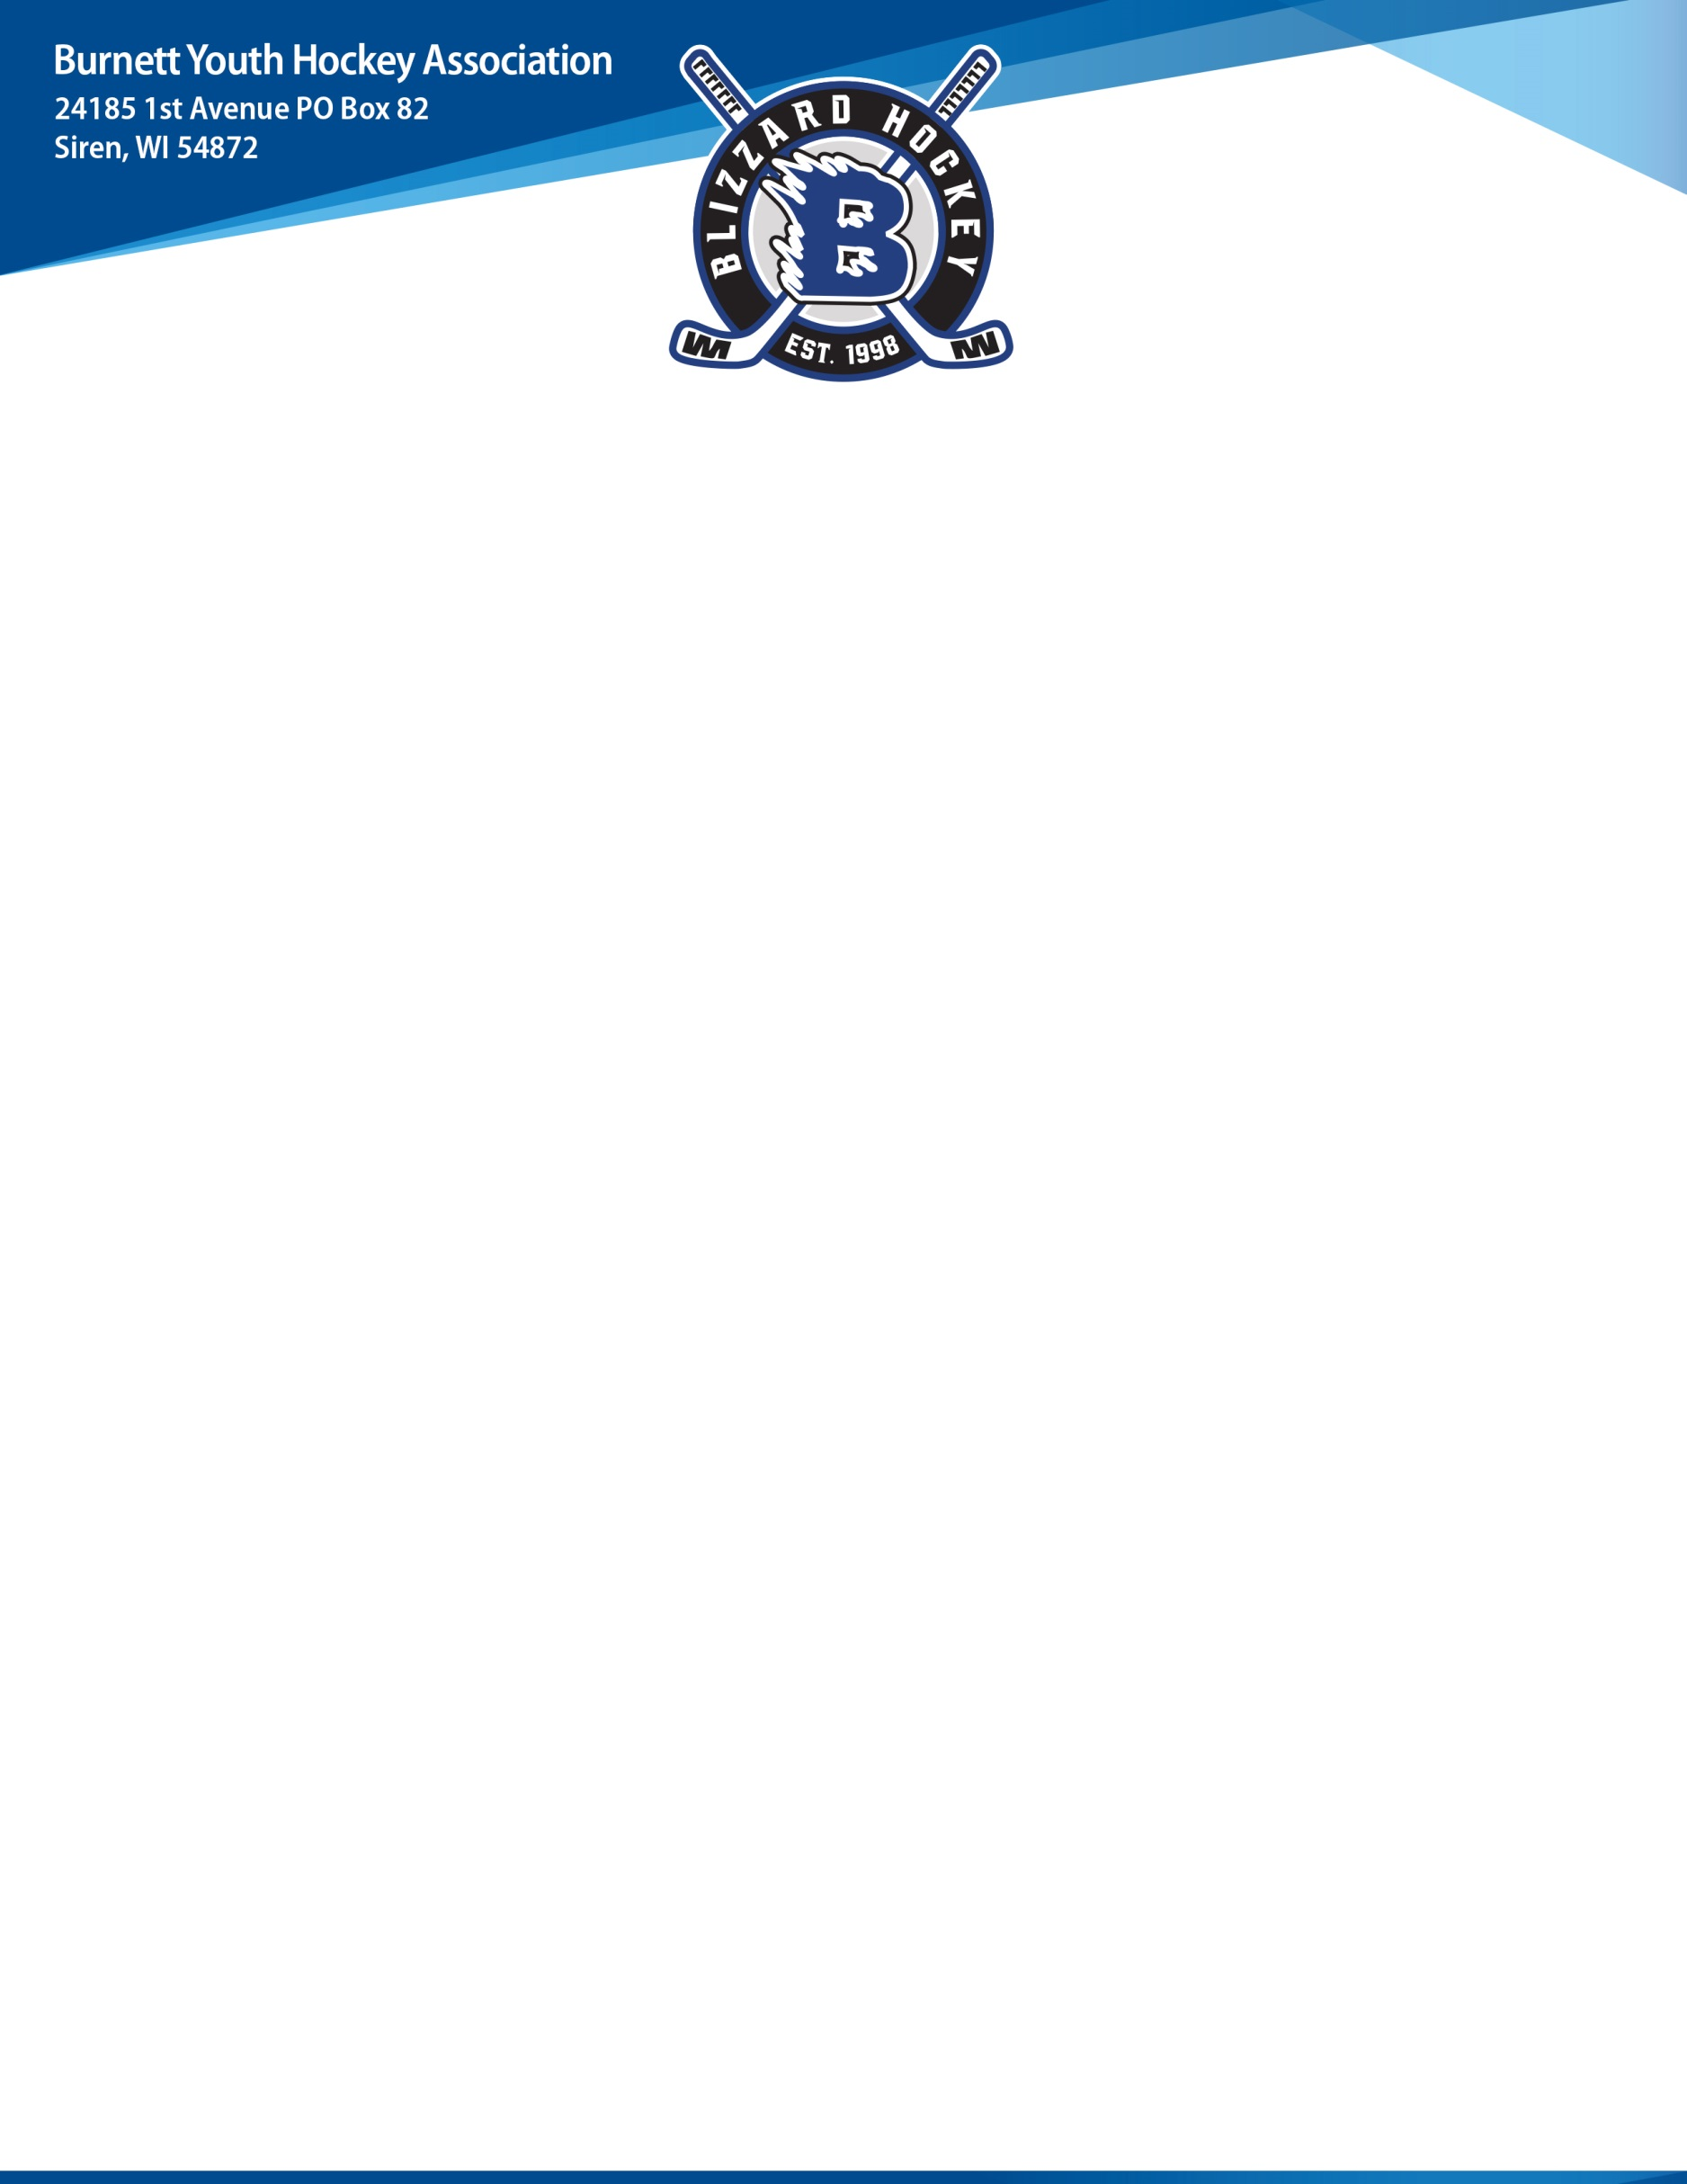 Burnett Youth Hockey Association
24185 1st Avenue PO Box 82
Siren, WI 54872
BLIZZARD HOCKEY
B
EST. 1998